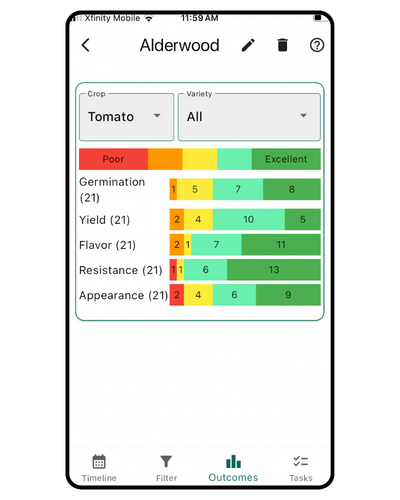 Xfinity Mobile 11:59 AM
Alderwood
Crop
Variety
Tomato
All
Poor
Excellent
Germination
(21)
1 5 7 8
Yield (21)
2 4 10 5
Flavor (21)
2 1 7 11
Resistance (21)
1 1 6 13
Appearance (21)
2 4 6 9
Timeline
Filter
Outcomes
Tasks